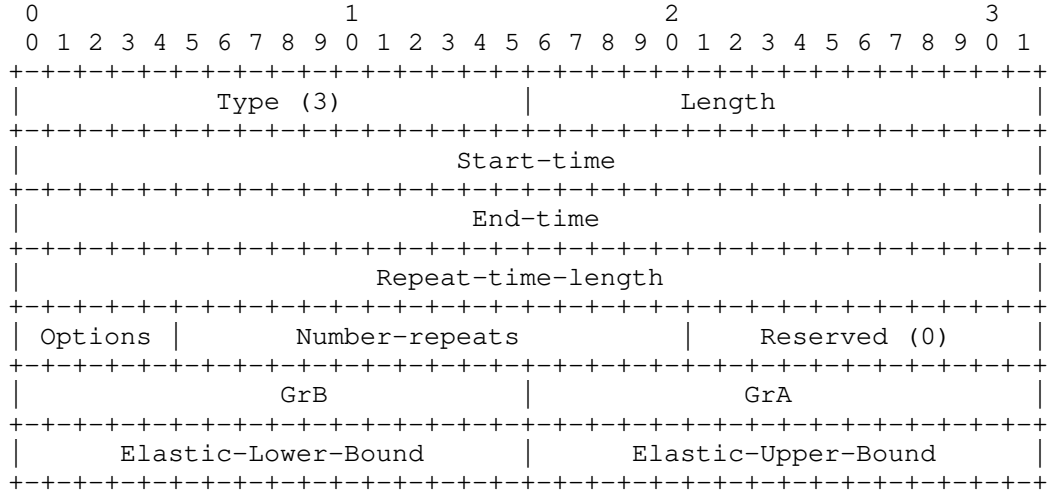 0                   1                   2                   3
0 1 2 3 4 5 6 7 8 9 0 1 2 3 4 5 6 7 8 9 0 1 2 3 4 5 6 7 8 9 0 1
+-+-+-+-+-+-+-+-+-+-+-+-+-+-+-+-+-+-+-+-+-+-+-+-+-+-+-+-+-+-+-+-+
|           Type (3)            |            Length             |
+-+-+-+-+-+-+-+-+-+-+-+-+-+-+-+-+-+-+-+-+-+-+-+-+-+-+-+-+-+-+-+-+
|                          Start-time                           |
+-+-+-+-+-+-+-+-+-+-+-+-+-+-+-+-+-+-+-+-+-+-+-+-+-+-+-+-+-+-+-+-+
|                           End-time                            |
+-+-+-+-+-+-+-+-+-+-+-+-+-+-+-+-+-+-+-+-+-+-+-+-+-+-+-+-+-+-+-+-+
|                      Repeat-time-length                       |
+-+-+-+-+-+-+-+-+-+-+-+-+-+-+-+-+-+-+-+-+-+-+-+-+-+-+-+-+-+-+-+-+
| Options |       Number-repeats          |    Reserved (0)     |
+-+-+-+-+-+-+-+-+-+-+-+-+-+-+-+-+-+-+-+-+-+-+-+-+-+-+-+-+-+-+-+-+
|              GrB              |              GrA              |
+-+-+-+-+-+-+-+-+-+-+-+-+-+-+-+-+-+-+-+-+-+-+-+-+-+-+-+-+-+-+-+-+
|      Elastic-Lower-Bound      |      Elastic-Upper-Bound      |
+-+-+-+-+-+-+-+-+-+-+-+-+-+-+-+-+-+-+-+-+-+-+-+-+-+-+-+-+-+-+-+-+